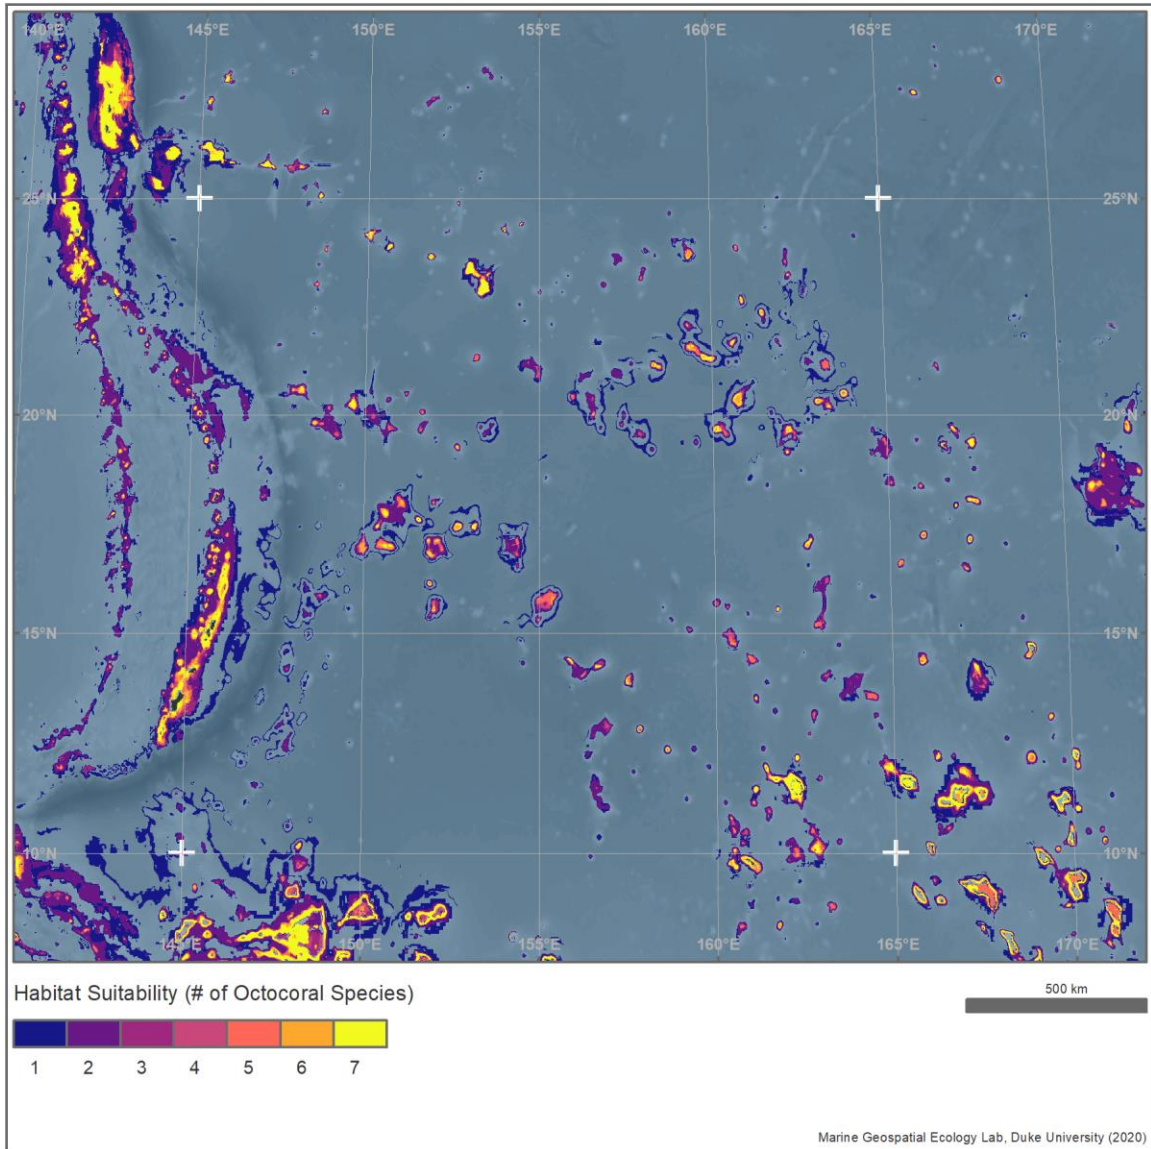 140°E 145°E 150°E 155°E 160°E 165°E 170°E
25°N 25°N
20°N 20°N
15°N 15°N
10°N 10°N
145°E 150°E 155°E 160°E 165°E 170°E
Habitat Suitability (# of Octocoral Species)
500 km
1 2 3 4 5 6 7
Marine Geospatial Ecology Lab, Duke University (2020)